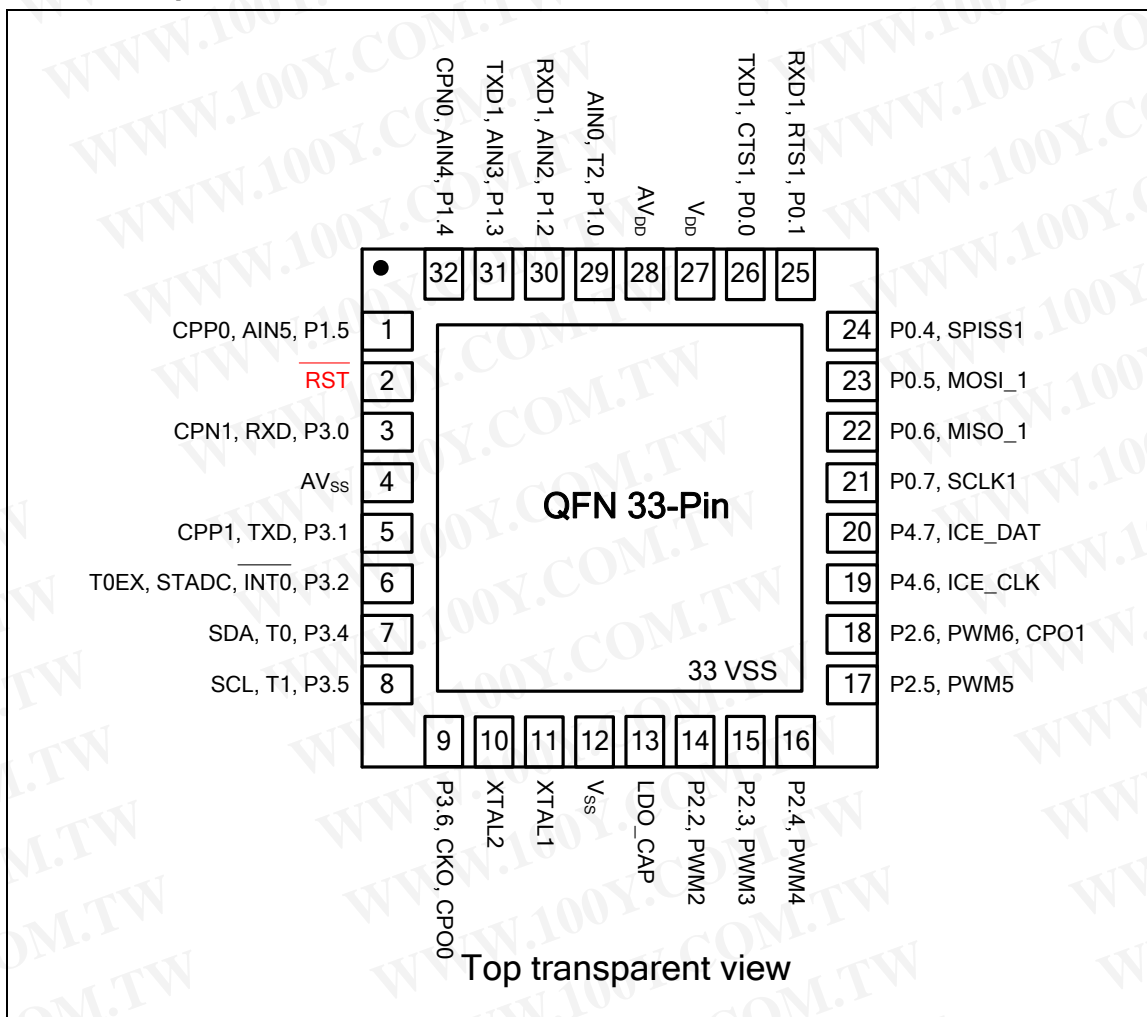 CPN0, AIN4, P1.4
TXD1, AIN3, P1.3
RXD1, AIN2, P1.2
AIN0, T2, P1.0
AVDD
VDD
TXD1, CTS1, P0.0
RXD1, RTS1, P0.1
32 31 30 29 28 27 26 25
CPP0, AIN5, P1.5 1
RST 2
CPN1, RXD, P3.0 3
AVSS 4
CPP1, TXD, P3.1 5
T0EX, STADC, INT0, P3.2 6
SDA, T0, P3.4 7
SCL, T1, P3.5 8
QFN 33-Pin
33 VSS
24 P0.4, SPISS1
23 P0.5, MOSI_1
22 P0.6, MISO_1
21 P0.7, SCLK1
20 P4.7, ICE_DAT
19 P4.6, ICE_CLK
18 P2.6, PWM6, CPO1
17 P2.5, PWM5
9 10 11 12 13 14 15 16
P3.6, CKO, CPO0
XTAL2
XTAL1
VSS
LDO_CAP
P2.2, PWM2
P2.3, PWM3
P2.4, PWM4
Top transparent view
WWW.100Y.COM.TW